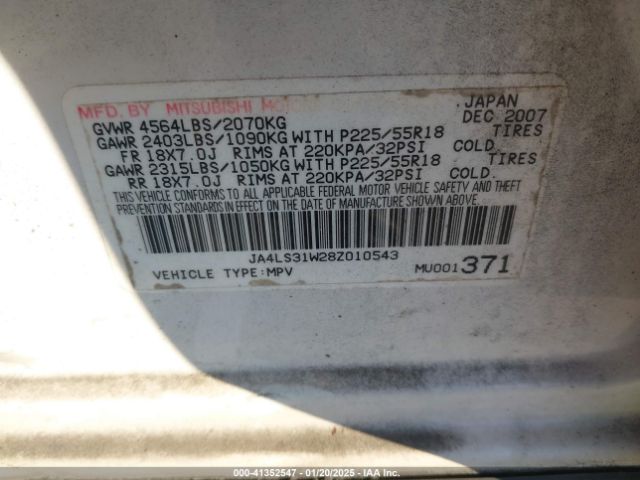 MFD. BY MITSUBISHI MOTO JAPAN
GVWR 4564LBS/2070KG DEC 2007
GAWR 2403LBS/1090KG WITH P225/55R18 TIRES
FR 18X7.0J RIMS AT 220KPA/32PSI COLD.
GAWR 2315LBS/1050KG WITH P225/55R18 TIRES
RR 18X7.0J RIMS AT 220KPA/32PSI COLD.
THIS VEHICLE CONFORMS TO ALL APPLICABLE FEDERAL MOTOR VEHICLE SAFETY AND THEFT
PREVENTION STANDARDS IN EFFECT ON THE DATE OF MANUFACTURE SHOWN ABOVE.
JA4LS31W28Z010543
VEHICLE TYPE:MPV MU001371
000-41352547 - 01/20/2025 - IAA Inc.